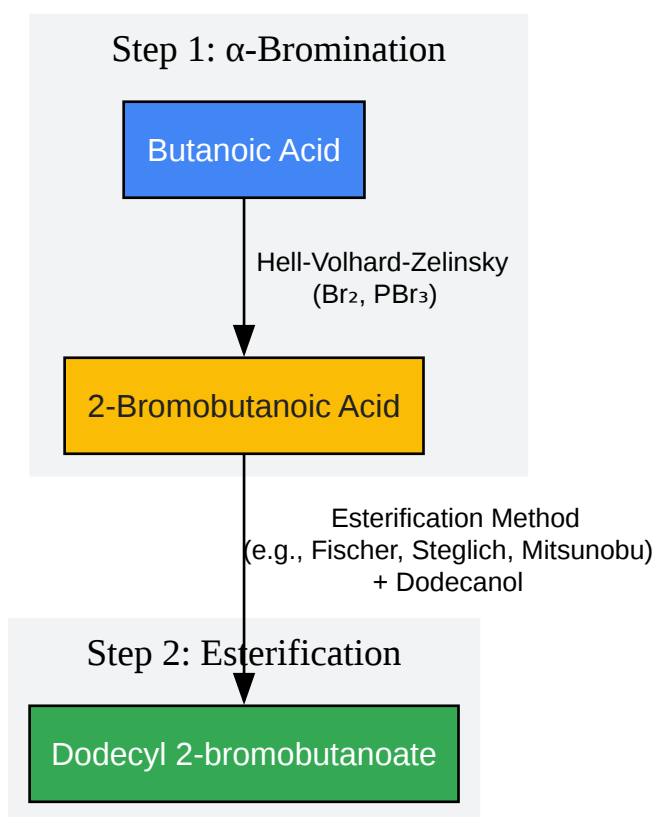 Step 1: α-Bromination
Butanoic Acid
Hell-Volhard-Zelinsky
(Br₂, PBr₃)
2-Bromobutanoic Acid
Esterification Method
(e.g., Fischer, Steglich, Mitsunobu)
+ Dodecanol
Step 2: Esterification
Dodecyl 2-bromobutanoate